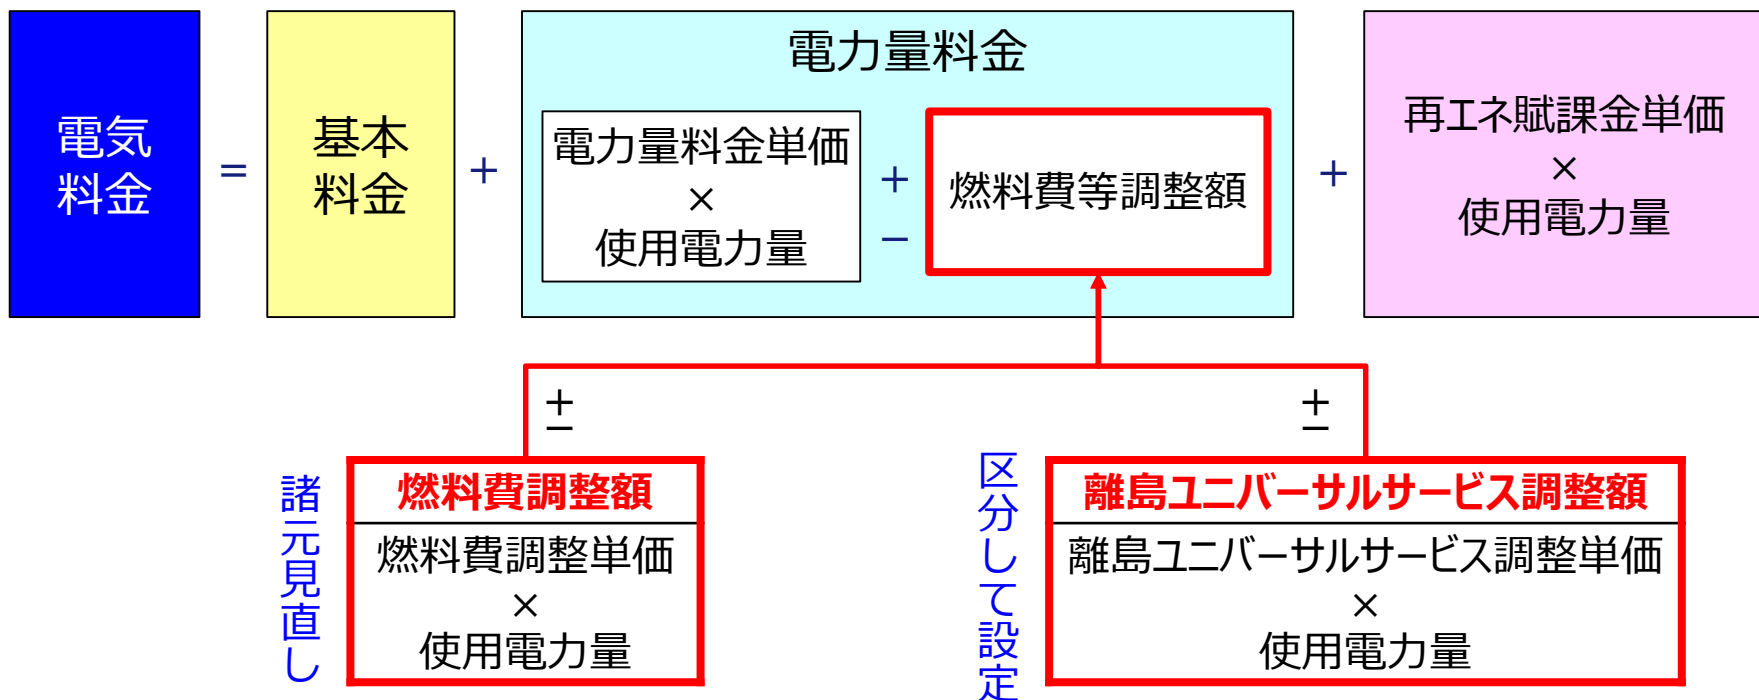 電気
料金
=
基本
料金
+
電力量料金
電力量料金単価
×
使用電力量
+
−
燃料費等調整額
+
再エネ賦課金単価
×
使用電力量
+
−
+
−
諸元見直し
燃料費調整額
燃料費調整単価
×
使用電力量
区分して設定
離島ユニバーサルサービス調整額
離島ユニバーサルサービス調整単価
×
使用電力量